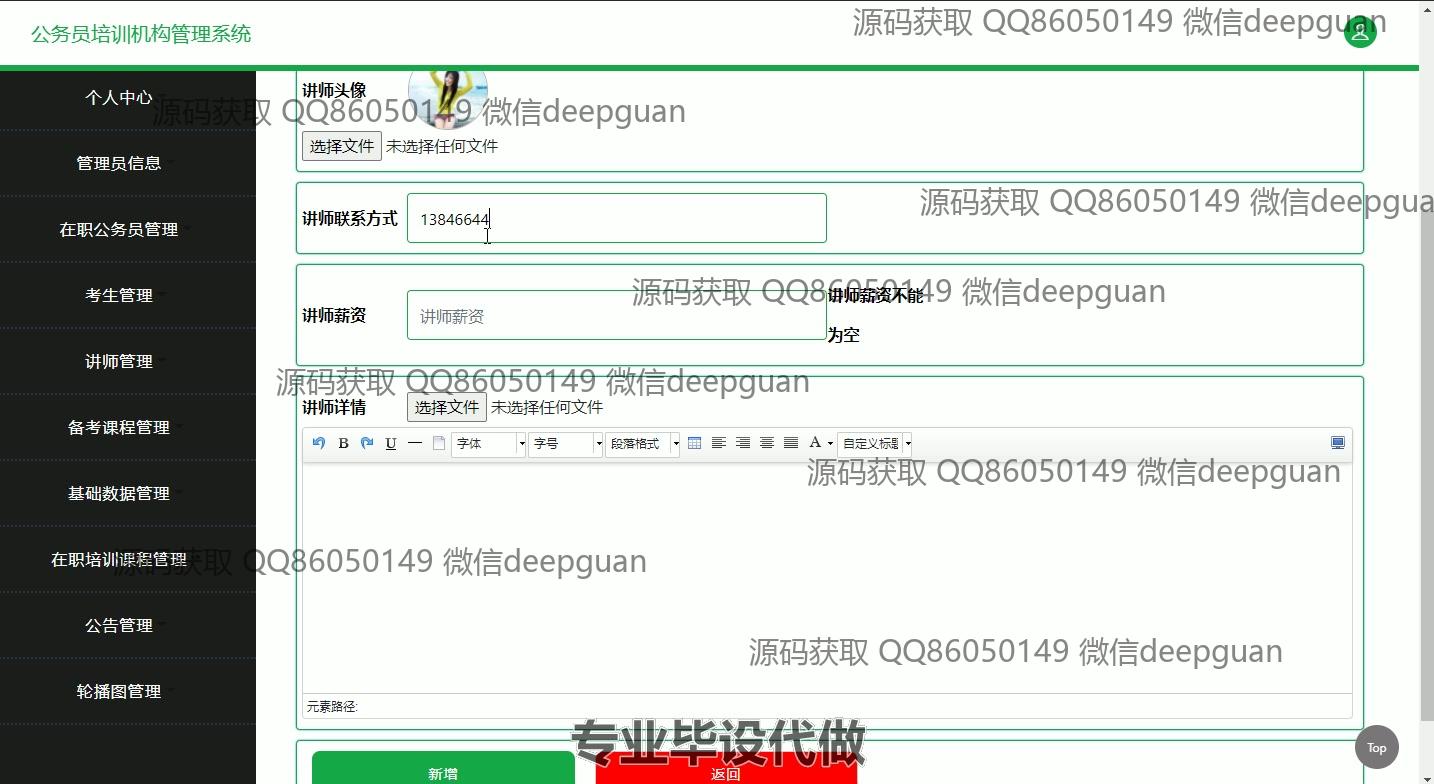 公务员培训机构管理系统
源码获取 QQ86050149 微信deepguan
个人中心
管理员信息
在职公务员管理
考生管理
讲师管理
备考课程管理
基础数据管理
在职培训课程管理
公告管理
轮播图管理
讲师头像
源码获取 QQ86050149 微信deepguan
选择文件 未选择任何文件
讲师联系方式 13846644
源码获取 QQ86050149 微信deepgua
讲师薪资 讲师薪资
讲师薪资不能
为空
源码获取 QQ86050149 微信deepguan
源码获取 QQ86050149 微信deepguan
讲师详情 选择文件 未选择任何文件
B U 字体 字号 段落格式 A 自定义标题
源码获取 QQ86050149 微信deepguan
源码获取 QQ86050149 微信deepguan
源码获取 QQ86050149 微信deepguan
元素路径:
专业毕设代做
新增 返回
Top